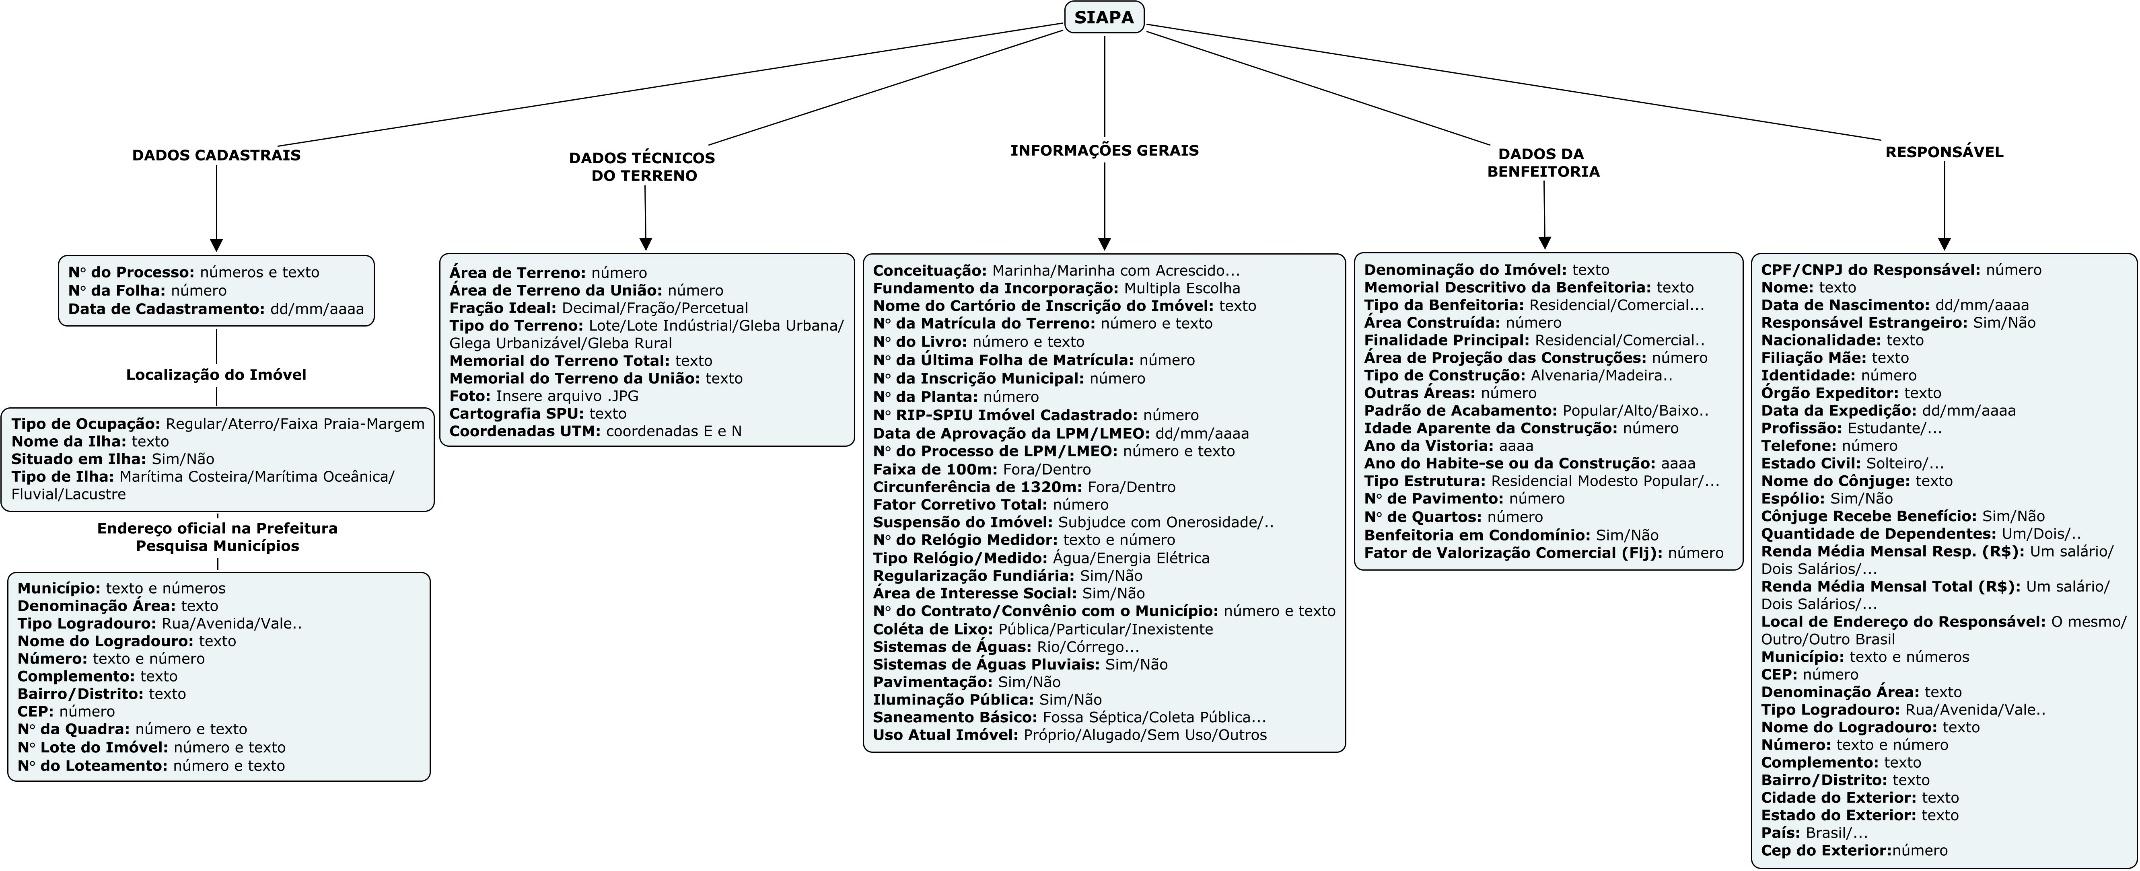 SIAPA
DADOS CADASTRAIS
Nº do Processo: números e texto
Nº da Folha: número
Data de Cadastramento: dd/mm/aaaa
Localização do Imóvel
Tipo de Ocupação: Regular/Aterro/Faixa Praia-Margem
Nome da Ilha: texto
Situado em Ilha: Sim/Não
Tipo de Ilha: Marítima Costeira/Marítima Oceânica/
Fluvial/Lacustre
Endereço oficial na Prefeitura
Pesquisa Municípios
Município: texto e números
Denominação Área: texto
Tipo Logradouro: Rua/Avenida/Vale..
Nome do Logradouro: texto
Número: texto e número
Complemento: texto
Bairro/Distrito: texto
CEP: número
Nº da Quadra: número e texto
Nº Lote do Imóvel: número e texto
Nº do Loteamento: número e texto
DADOS TÉCNICOS
DO TERRENO
Área de Terreno: número
Área de Terreno da União: número
Fração Ideal: Decimal/Fração/Percetual
Tipo do Terreno: Lote/Lote Indústrial/Gleba Urbana/
Glega Urbanizável/Gleba Rural
Memorial do Terreno Total: texto
Memorial do Terreno da União: texto
Foto: Insere arquivo .JPG
Cartografia SPU: texto
Coordenadas UTM: coordenadas E e N
INFORMAÇÕES GERAIS
Conceituação: Marinha/Marinha com Acrescido...
Fundamento da Incorporação: Multipla Escolha
Nome do Cartório de Inscrição do Imóvel: texto
Nº da Matrícula do Terreno: número e texto
Nº do Livro: número e texto
Nº da Última Folha de Matrícula: número
Nº da Inscrição Municipal: número
Nº da Planta: número
Nº RIP-SPIU Imóvel Cadastrado: número
Data de Aprovação da LPM/LMEO: dd/mm/aaaa
Nº do Processo de LPM/LMEO: número e texto
Faixa de 100m: Fora/Dentro
Circunferência de 1320m: Fora/Dentro
Fator Corretivo Total: número
Suspensão do Imóvel: Subjudce com Onerosidade/..
Nº do Relógio Medidor: texto e número
Tipo Relógio/Medido: Água/Energia Elétrica
Regularização Fundiária: Sim/Não
Área de Interesse Social: Sim/Não
Nº do Contrato/Convênio com o Município: número e texto
Coléta de Lixo: Pública/Particular/Inexistente
Sistemas de Águas: Rio/Córrego...
Sistemas de Águas Pluviais: Sim/Não
Pavimentação: Sim/Não
Iluminação Pública: Sim/Não
Saneamento Básico: Fossa Séptica/Coleta Pública...
Uso Atual Imóvel: Próprio/Alugado/Sem Uso/Outros
DADOS DA
BENFEITORIA
Denominação do Imóvel: texto
Memorial Descritivo da Benfeitoria: texto
Tipo da Benfeitoria: Residencial/Comercial...
Área Construída: número
Finalidade Principal: Residencial/Comercial..
Área de Projeção das Construções: número
Tipo de Construção: Alvenaria/Madeira..
Outras Áreas: número
Padrão de Acabamento: Popular/Alto/Baixo..
Idade Aparente da Construção: número
Ano da Vistoria: aaaa
Ano do Habite-se ou da Construção: aaaa
Tipo Estrutura: Residencial Modesto Popular/...
Nº de Pavimento: número
Nº de Quartos: número
Benfeitoria em Condomínio: Sim/Não
Fator de Valorização Comercial (Flj): número
RESPONSÁVEL
CPF/CNPJ do Responsável: número
Nome: texto
Data de Nascimento: dd/mm/aaaa
Responsável Estrangeiro: Sim/Não
Nacionalidade: texto
Filiação Mãe: texto
Identidade: número
Órgão Expeditor: texto
Data da Expedição: dd/mm/aaaa
Profissão: Estudante/...
Telefone: número
Estado Civil: Solteiro/...
Nome do Cônjuge: texto
Espólio: Sim/Não
Cônjuge Recebe Benefício: Sim/Não
Quantidade de Dependentes: Um/Dois/..
Renda Média Mensal Resp. (R$): Um salário/
Dois Salários/...
Renda Média Mensal Total (R$): Um salário/
Dois Salários/...
Local de Endereço do Responsável: O mesmo/
Outro/Outro Brasil
Município: texto e números
CEP: número
Denominação Área: texto
Tipo Logradouro: Rua/Avenida/Vale..
Nome do Logradouro: texto
Número: texto e número
Complemento: texto
Bairro/Distrito: texto
Cidade do Exterior: texto
Estado do Exterior: texto
País: Brasil/...
Cep do Exterior:número